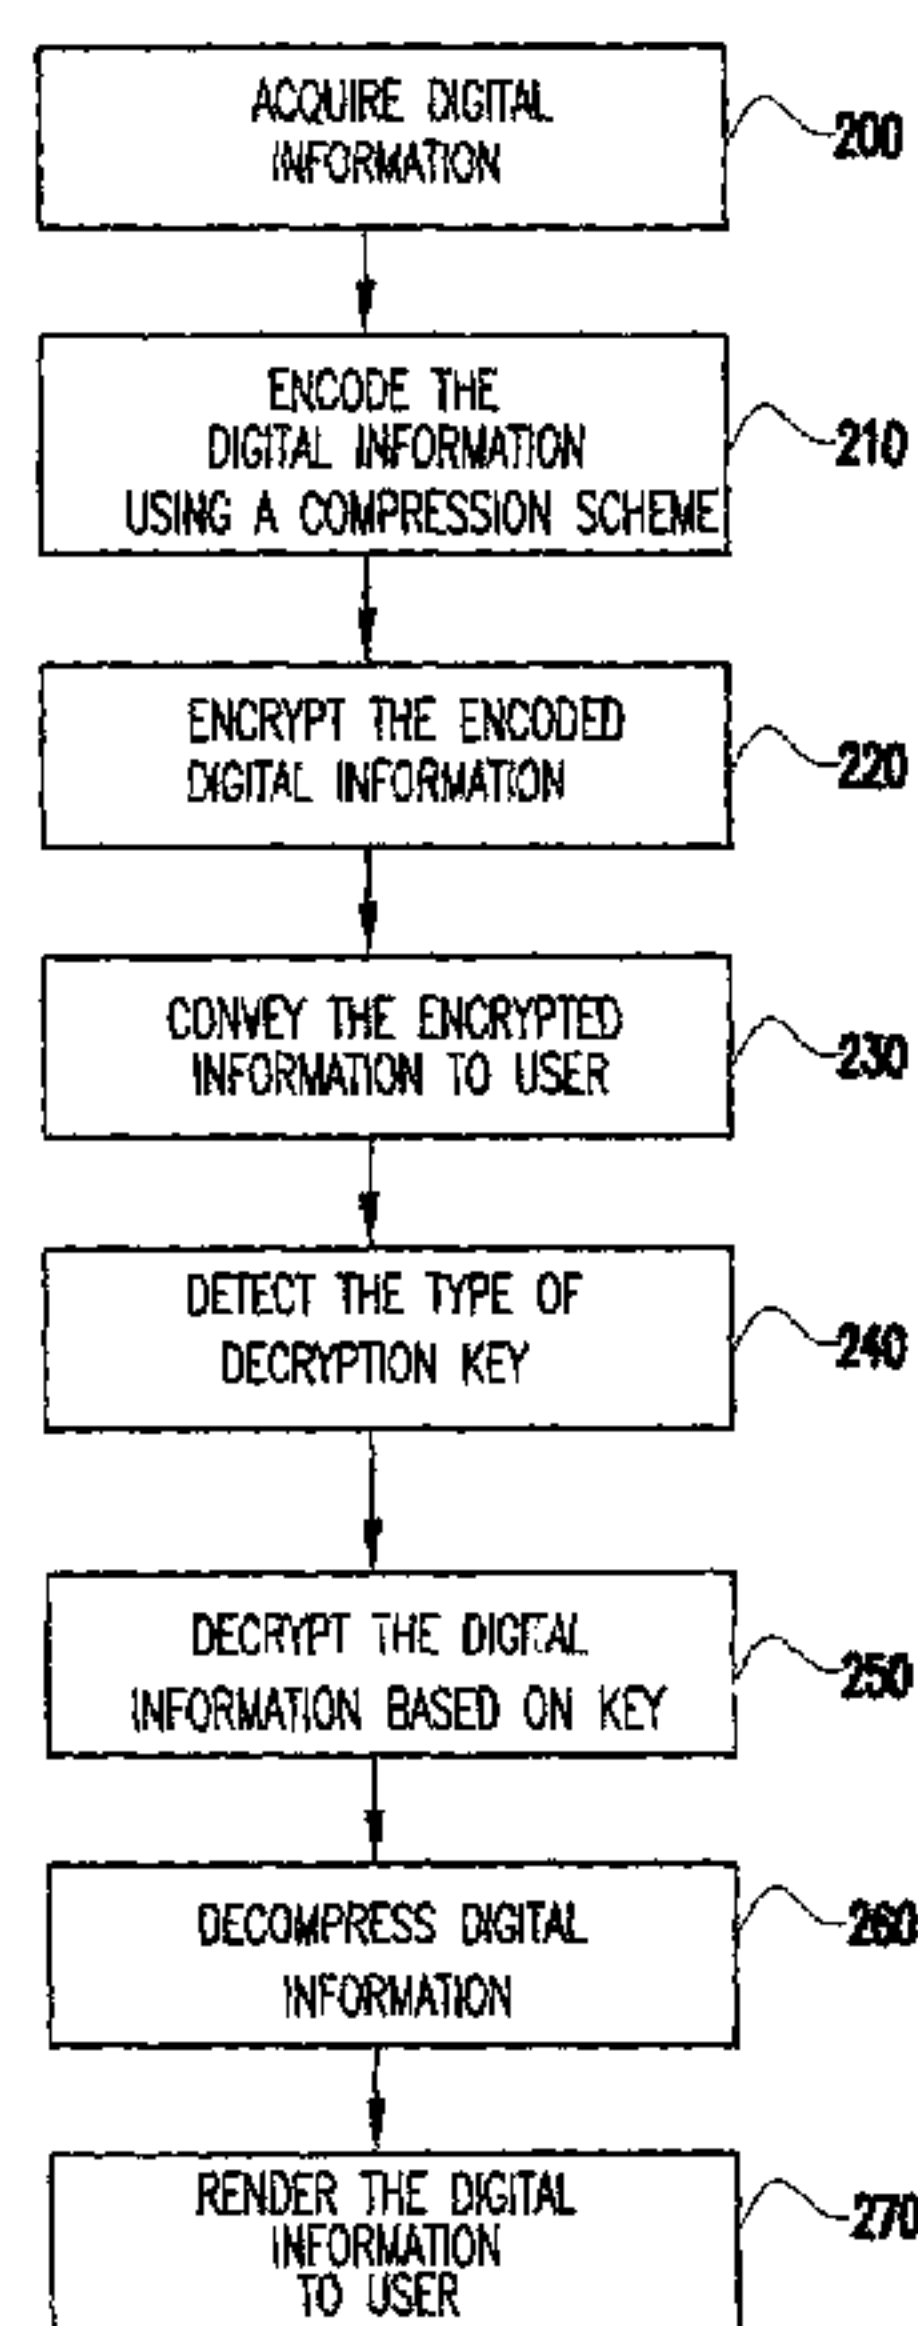 ACQUIRE DIGITAL
INFORMATION
200
ENCODE THE
DIGITAL INFORMATION
USING A COMPRESSION SCHEME
210
ENCRYPT THE ENCODED
DIGITAL INFORMATION
220
CONVEY THE ENCRYPTED
INFORMATION TO USER
230
DETECT THE TYPE OF
DECRYPTION KEY
240
DECRYPT THE DIGITAL
INFORMATION BASED ON KEY
250
DECOMPRESS DIGITAL
INFORMATION
260
RENDER THE DIGITAL
INFORMATION
TO USER
270